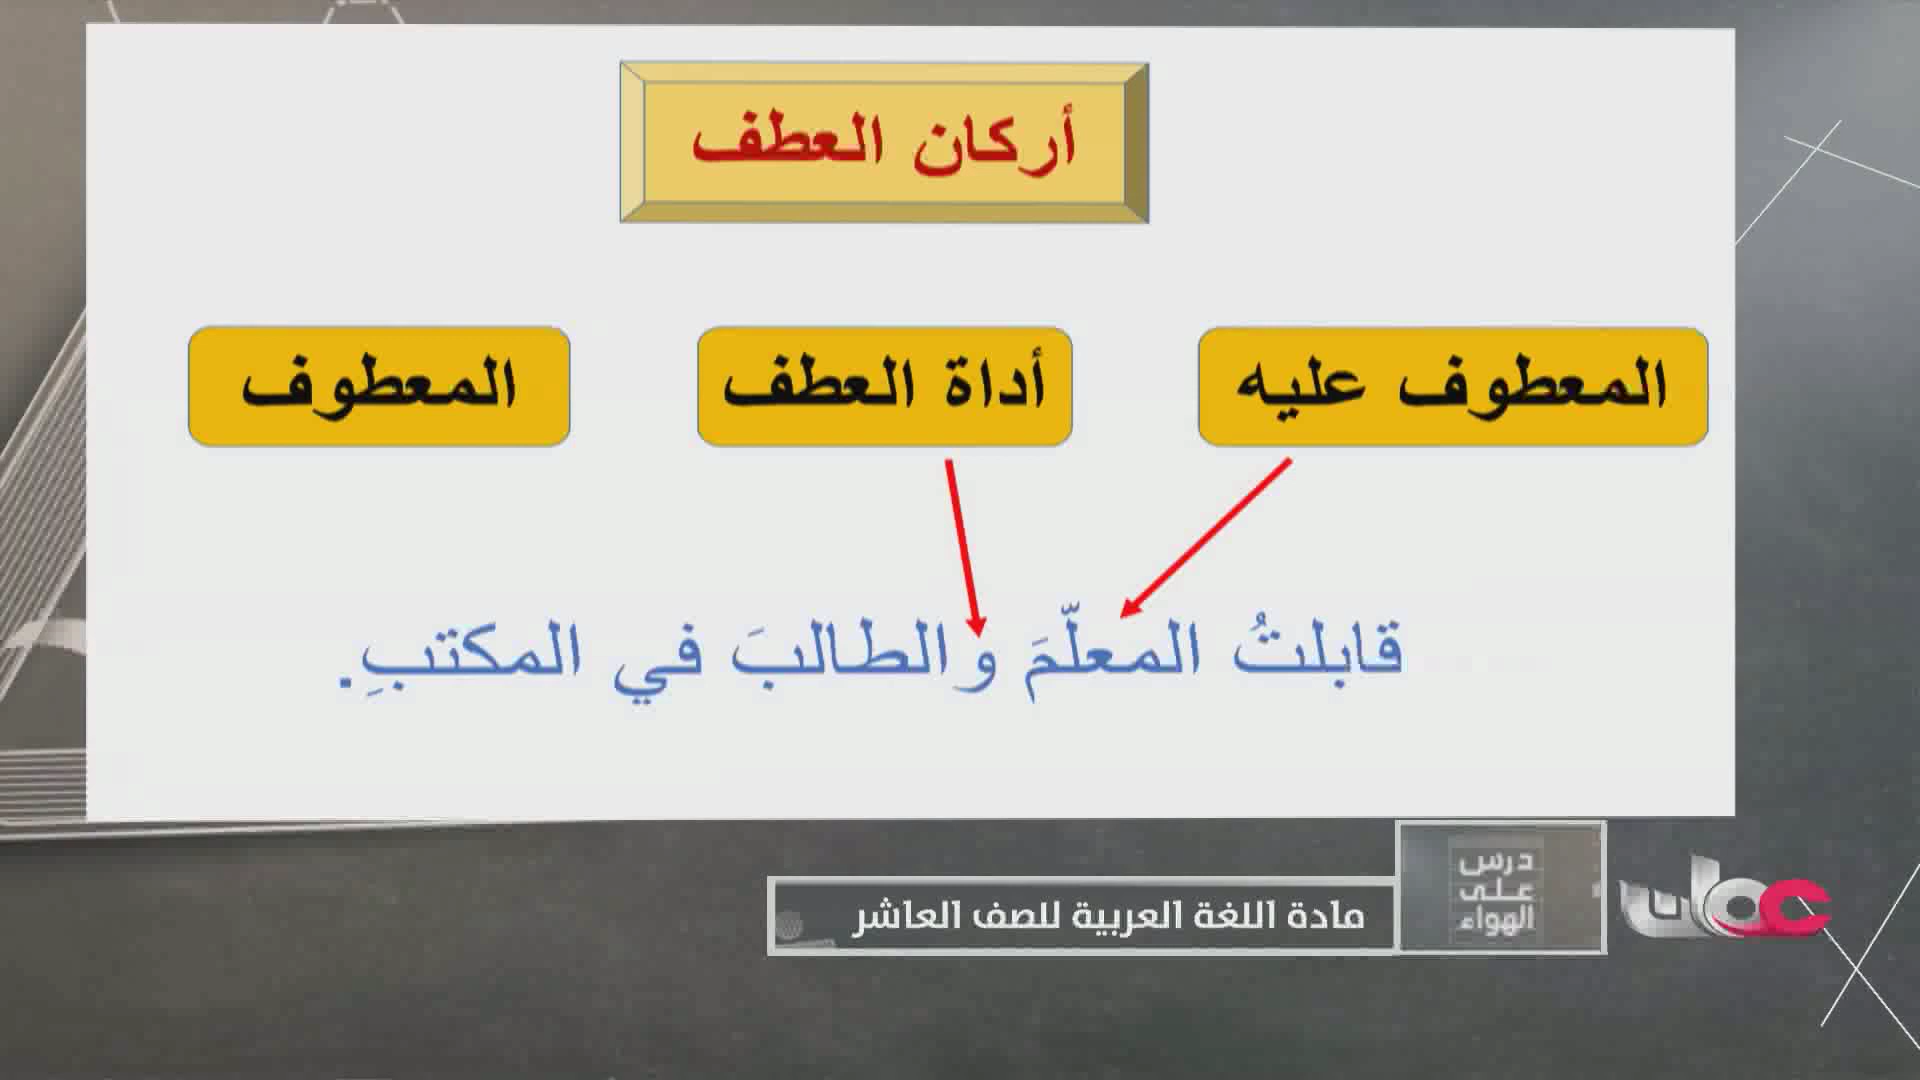 أركان العطف
المعطوف عليه
أداة العطف
المعطوف
قابلتُ المعلّمَ والطالبَ في المكتبِ.
درس
على
الهواء
مادة اللغة العربية للصف العاشر